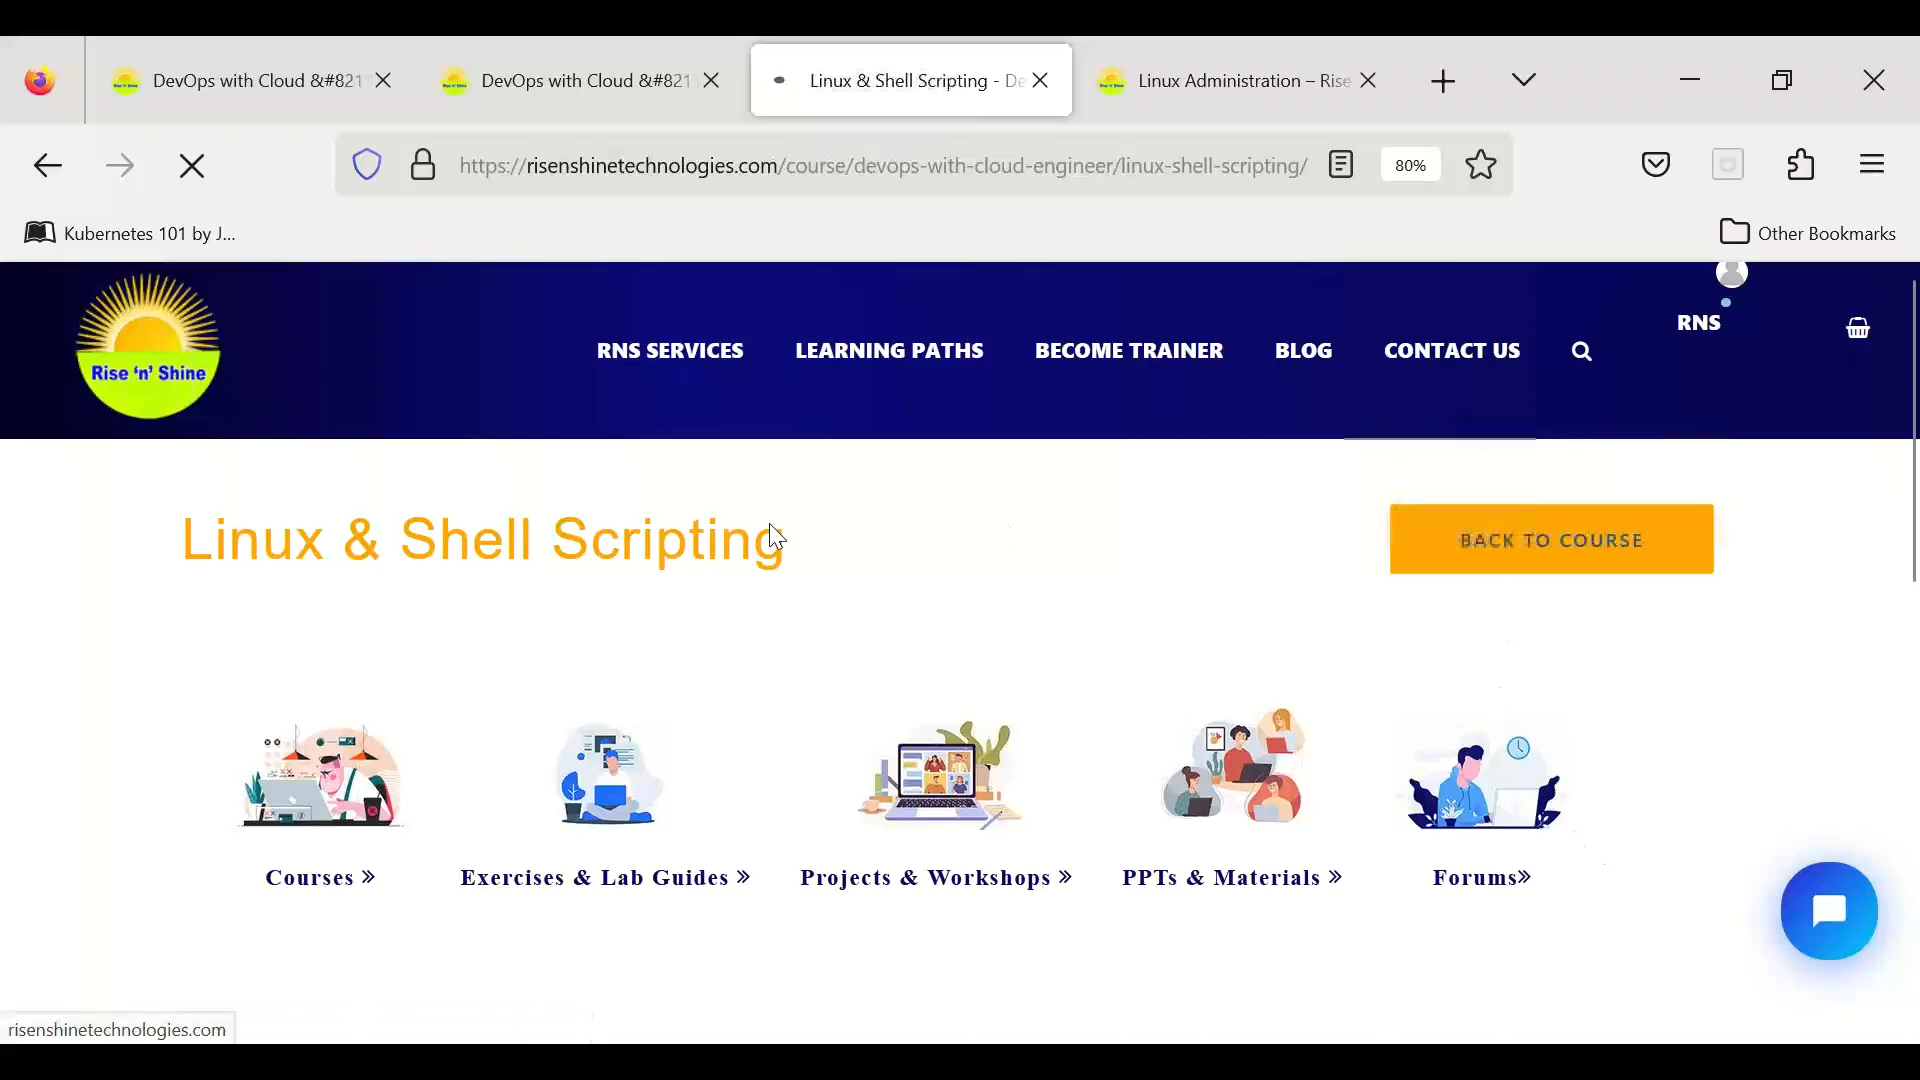 DevOps with Cloud &#821
DevOps with Cloud &#821
Linux & Shell Scripting - De
Linux Administration – Rise
https://risenshinetechnologies.com/course/devops-with-cloud-engineer/linux-shell-scripting/
80%
Kubernetes 101 by J...
Other Bookmarks
Rise 'n' Shine
RNS SERVICES
LEARNING PATHS
BECOME TRAINER
BLOG
CONTACT US
RNS
Linux & Shell Scripting
BACK TO COURSE
Courses »
Exercises & Lab Guides »
Projects & Workshops »
PPTs & Materials »
Forums»
risenshinetechnologies.com